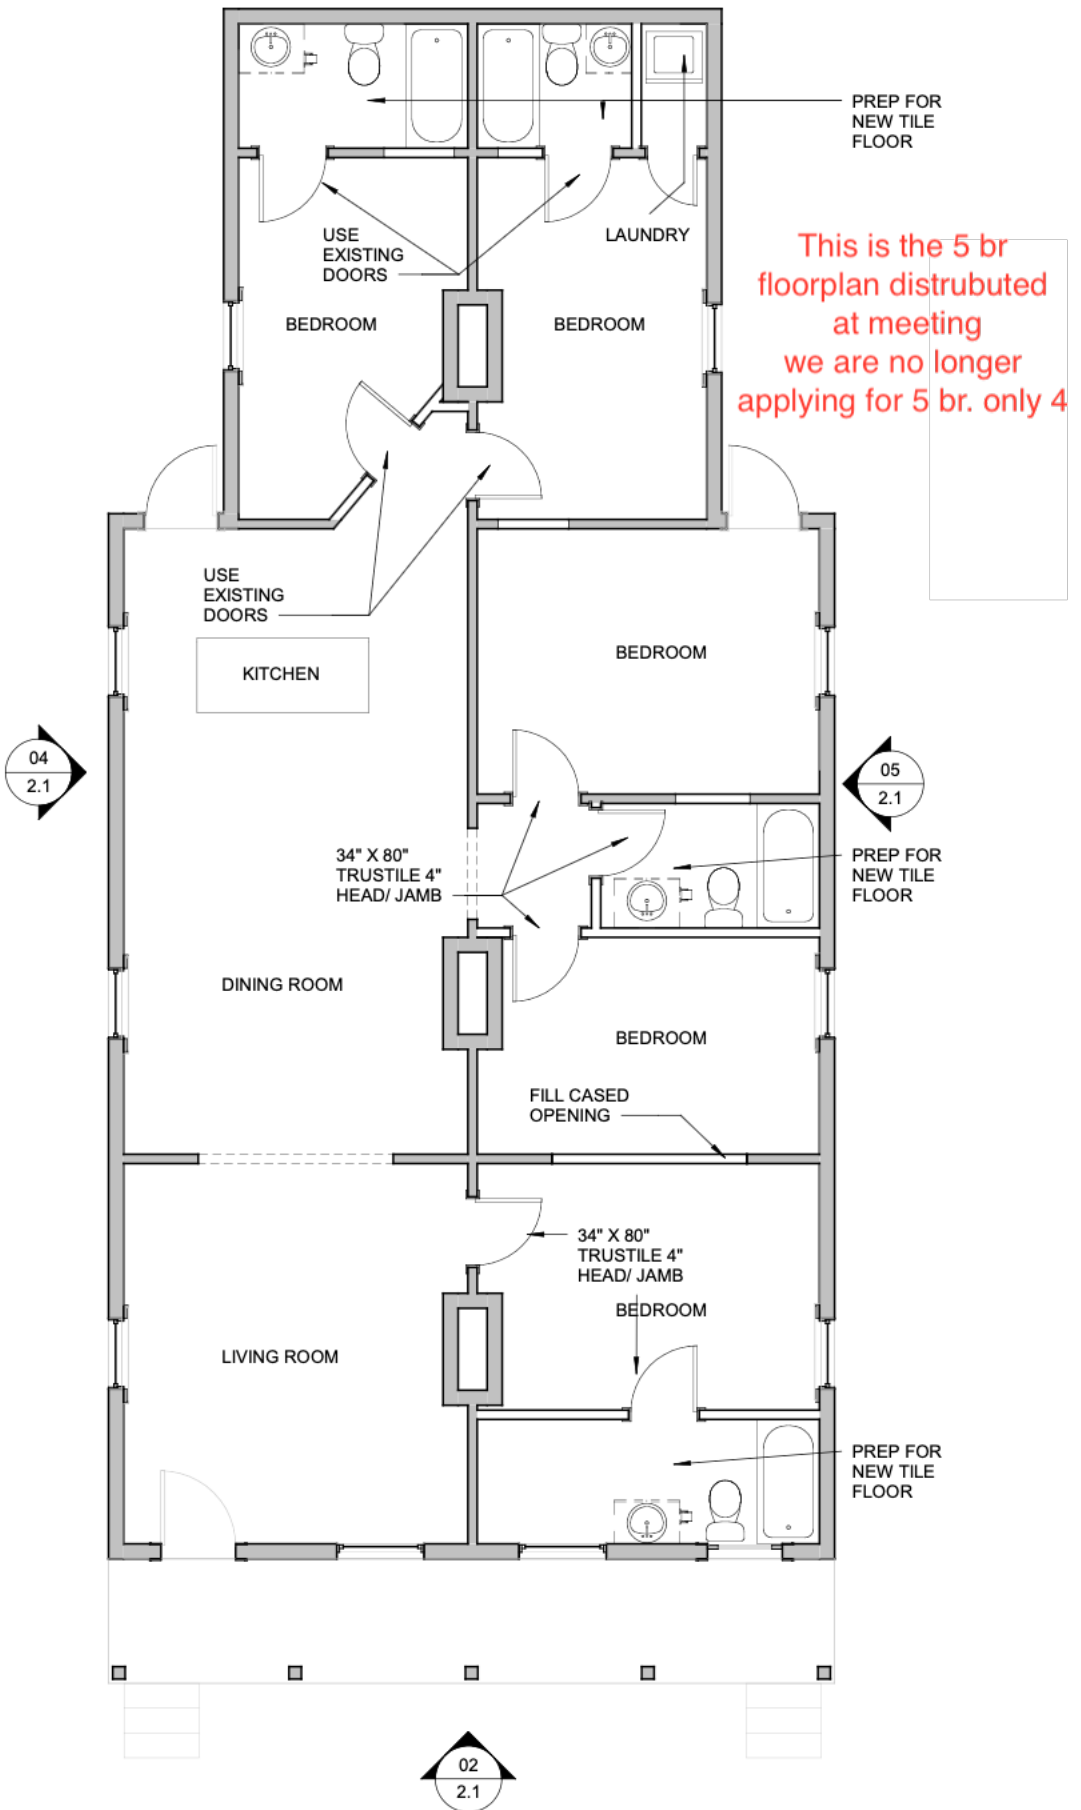 PREP FOR
NEW TILE
FLOOR
USE
EXISTING
DOORS
LAUNDRY
This is the 5 br
floorplan distrubuted
at meeting
we are no longer
applying for 5 br. only 4
BEDROOM
BEDROOM
USE
EXISTING
DOORS
KITCHEN
BEDROOM
04
2.1
05
2.1
34" X 80"
TRUSTILE 4"
HEAD/ JAMB
PREP FOR
NEW TILE
FLOOR
DINING ROOM
BEDROOM
FILL CASED
OPENING
34" X 80"
TRUSTILE 4"
HEAD/ JAMB
BEDROOM
LIVING ROOM
PREP FOR
NEW TILE
FLOOR
02
2.1